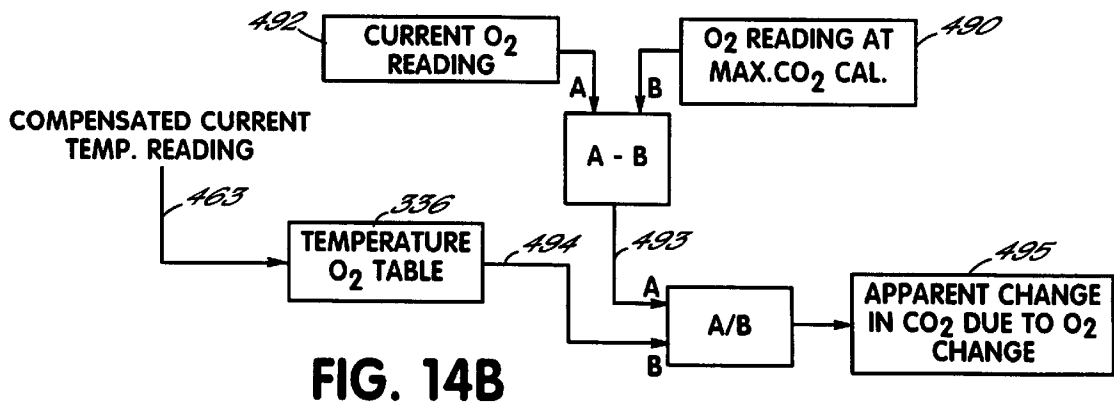 492
CURRENT O2
READING
O2 READING AT
MAX.CO2 CAL.
490
A
B
COMPENSATED CURRENT
TEMP. READING
A - B
463
336
TEMPERATURE
O2 TABLE
494
493
495
A
A/B
B
APPARENT CHANGE
IN CO2 DUE TO O2
CHANGE
FIG. 14B